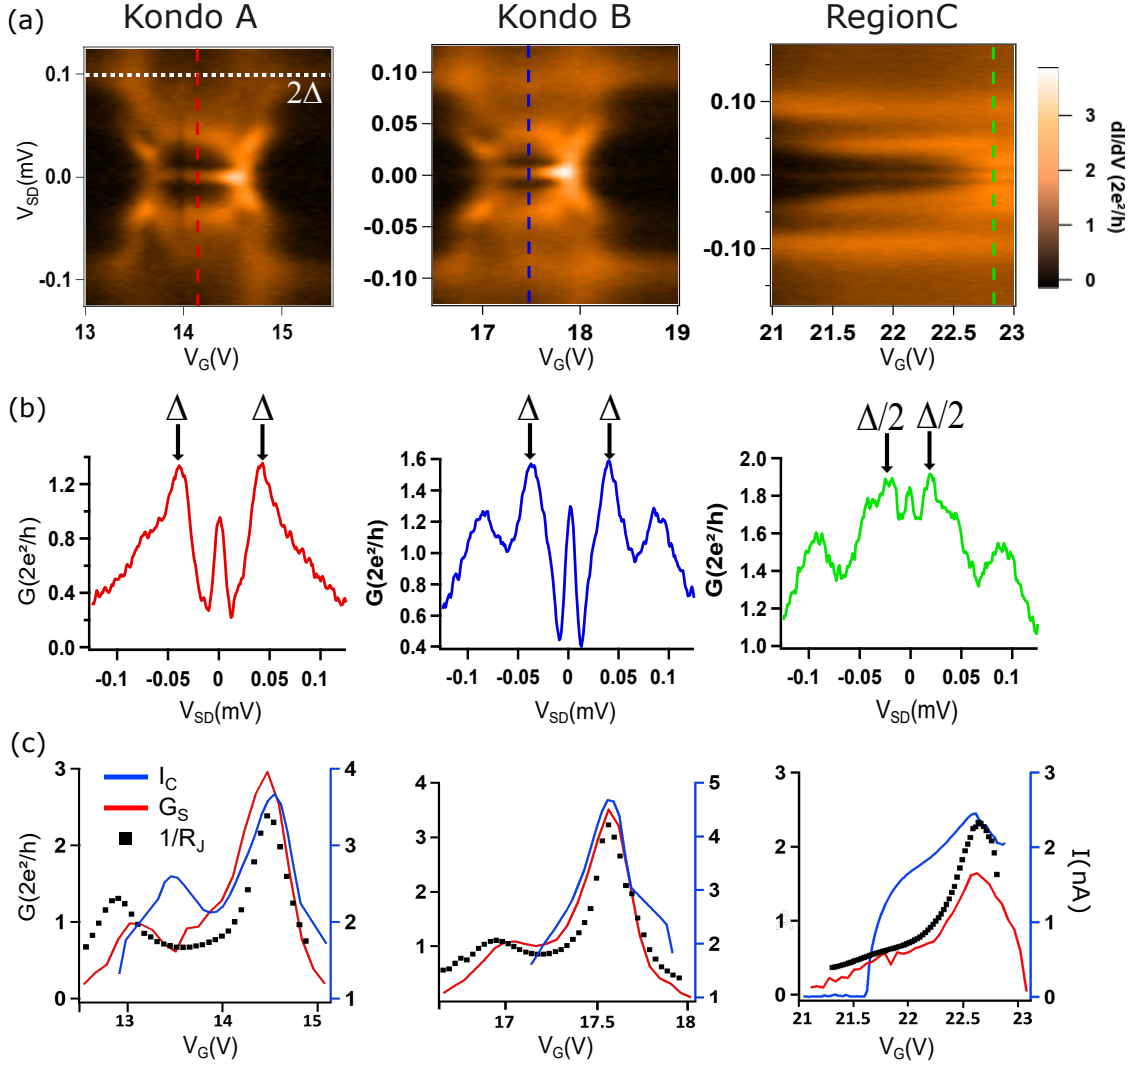 (a)
Kondo A
Kondo B
RegionC
0.1
0.0
-0.1
V_SD(mV)
2Δ
13
14
15
V_G(V)
0.10
0.05
0.00
-0.05
-0.10
17
18
19
V_G(V)
0.10
0.00
-0.10
21
21.5
22
22.5
23
V_G(V)
3
2
1
0
dI/dV (2e²/h)
(b)
Δ
Δ
1.2
0.8
0.4
0.0
G(2e²/h)
-0.1
-0.05
0
0.05
0.1
V_SD(mV)
Δ
Δ
1.6
1.4
1.2
1.0
0.8
0.6
0.4
G(2e²/h)
-0.1
-0.05
0
0.05
0.1
V_SD(mV)
Δ/2
Δ/2
2.0
1.8
1.6
1.4
1.2
1.0
G(2e²/h)
-0.1
-0.05
0
0.05
0.1
V_SD(mV)
(c)
I_C
G_S
1/R_J
3
2
1
0
G(2e²/h)
4
3
2
1
13
14
15
V_G(V)
4
3
2
1
5
4
3
2
1
17
17.5
18
V_G(V)
3
2
1
0
3
2
1
0
I(nA)
21
21.5
22
22.5
23
V_G(V)